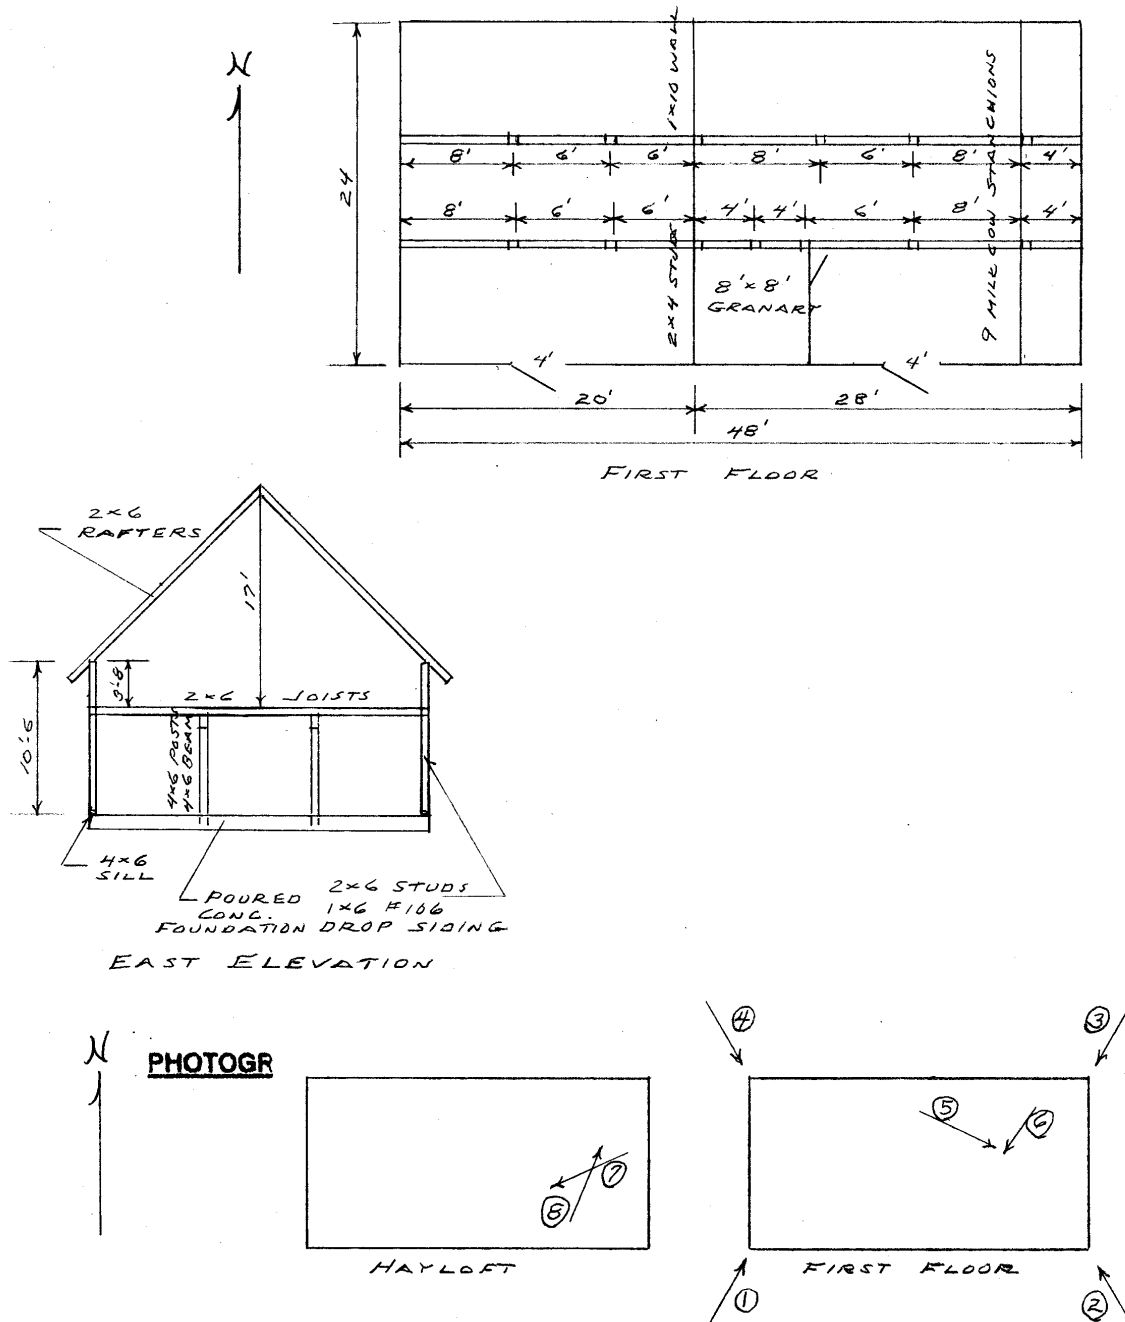 N
24
1x10 WALL
2x4 STUDS
9 MILK COW STANCHIONS
8' 6' 6' 8' 6' 8' 4'
8' 6' 6' 4' 4' 6' 8' 4'
8'x8'
GRANARY
4' 4'
20' 28'
48'
FIRST FLOOR
2x6
RAFTERS
17'
10'-6
3'-8
2x6 JOISTS
4x6 POSTS
4x6 BEAM
4x6
SILL
POURED
CONC.
FOUNDATION
2x6 STUDS
1x6 #106
DROP SIDING
EAST ELEVATION
N
PHOTOGR
4 3
5 6
7
8
HAYLOFT
FIRST FLOOR
1 2